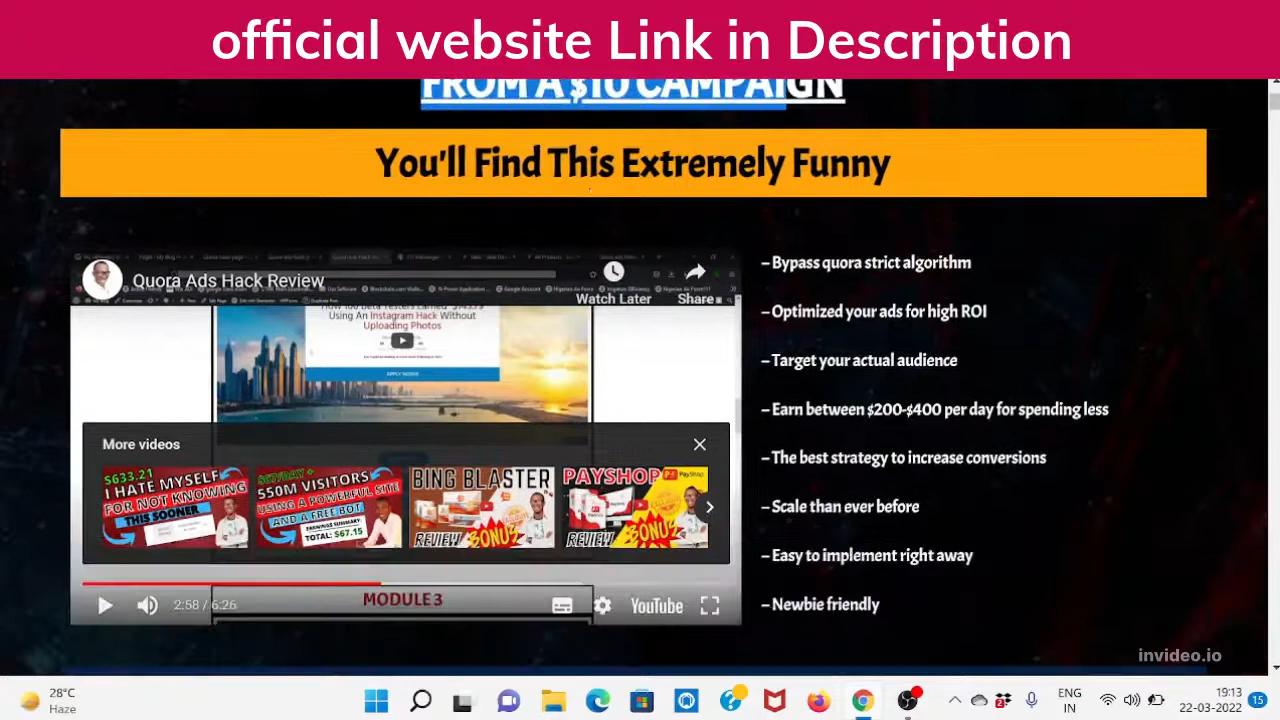 official website Link in Description
FROM A $10 CAMPAIGN
You'll Find This Extremely Funny
Quora Ads Hack Review
Watch Later
Share
Using An Instagram Hack Without
Uploading Photos
More videos
$633.21
I HATE MYSELF
FOR NOT KNOWING
THIS SOONER
550M VISITORS
USING A POWERFUL SITE
AND A FREE BOT
EARNINGS SUMMARY:
TOTAL: $67.15
BING BLASTER
REVIEW
BONUS
PAYSHOP
PayShop
REVIEW
BONUS
2:58 / 6:26
MODULE 3
YouTube
– Bypass quora strict algorithm
– Optimized your ads for high ROI
– Target your actual audience
– Earn between $200-$400 per day for spending less
– The best strategy to increase conversions
– Scale than ever before
– Easy to implement right away
– Newbie friendly
invideo.io
28°C
Haze
ENG
IN
19:13
22-03-2022
15